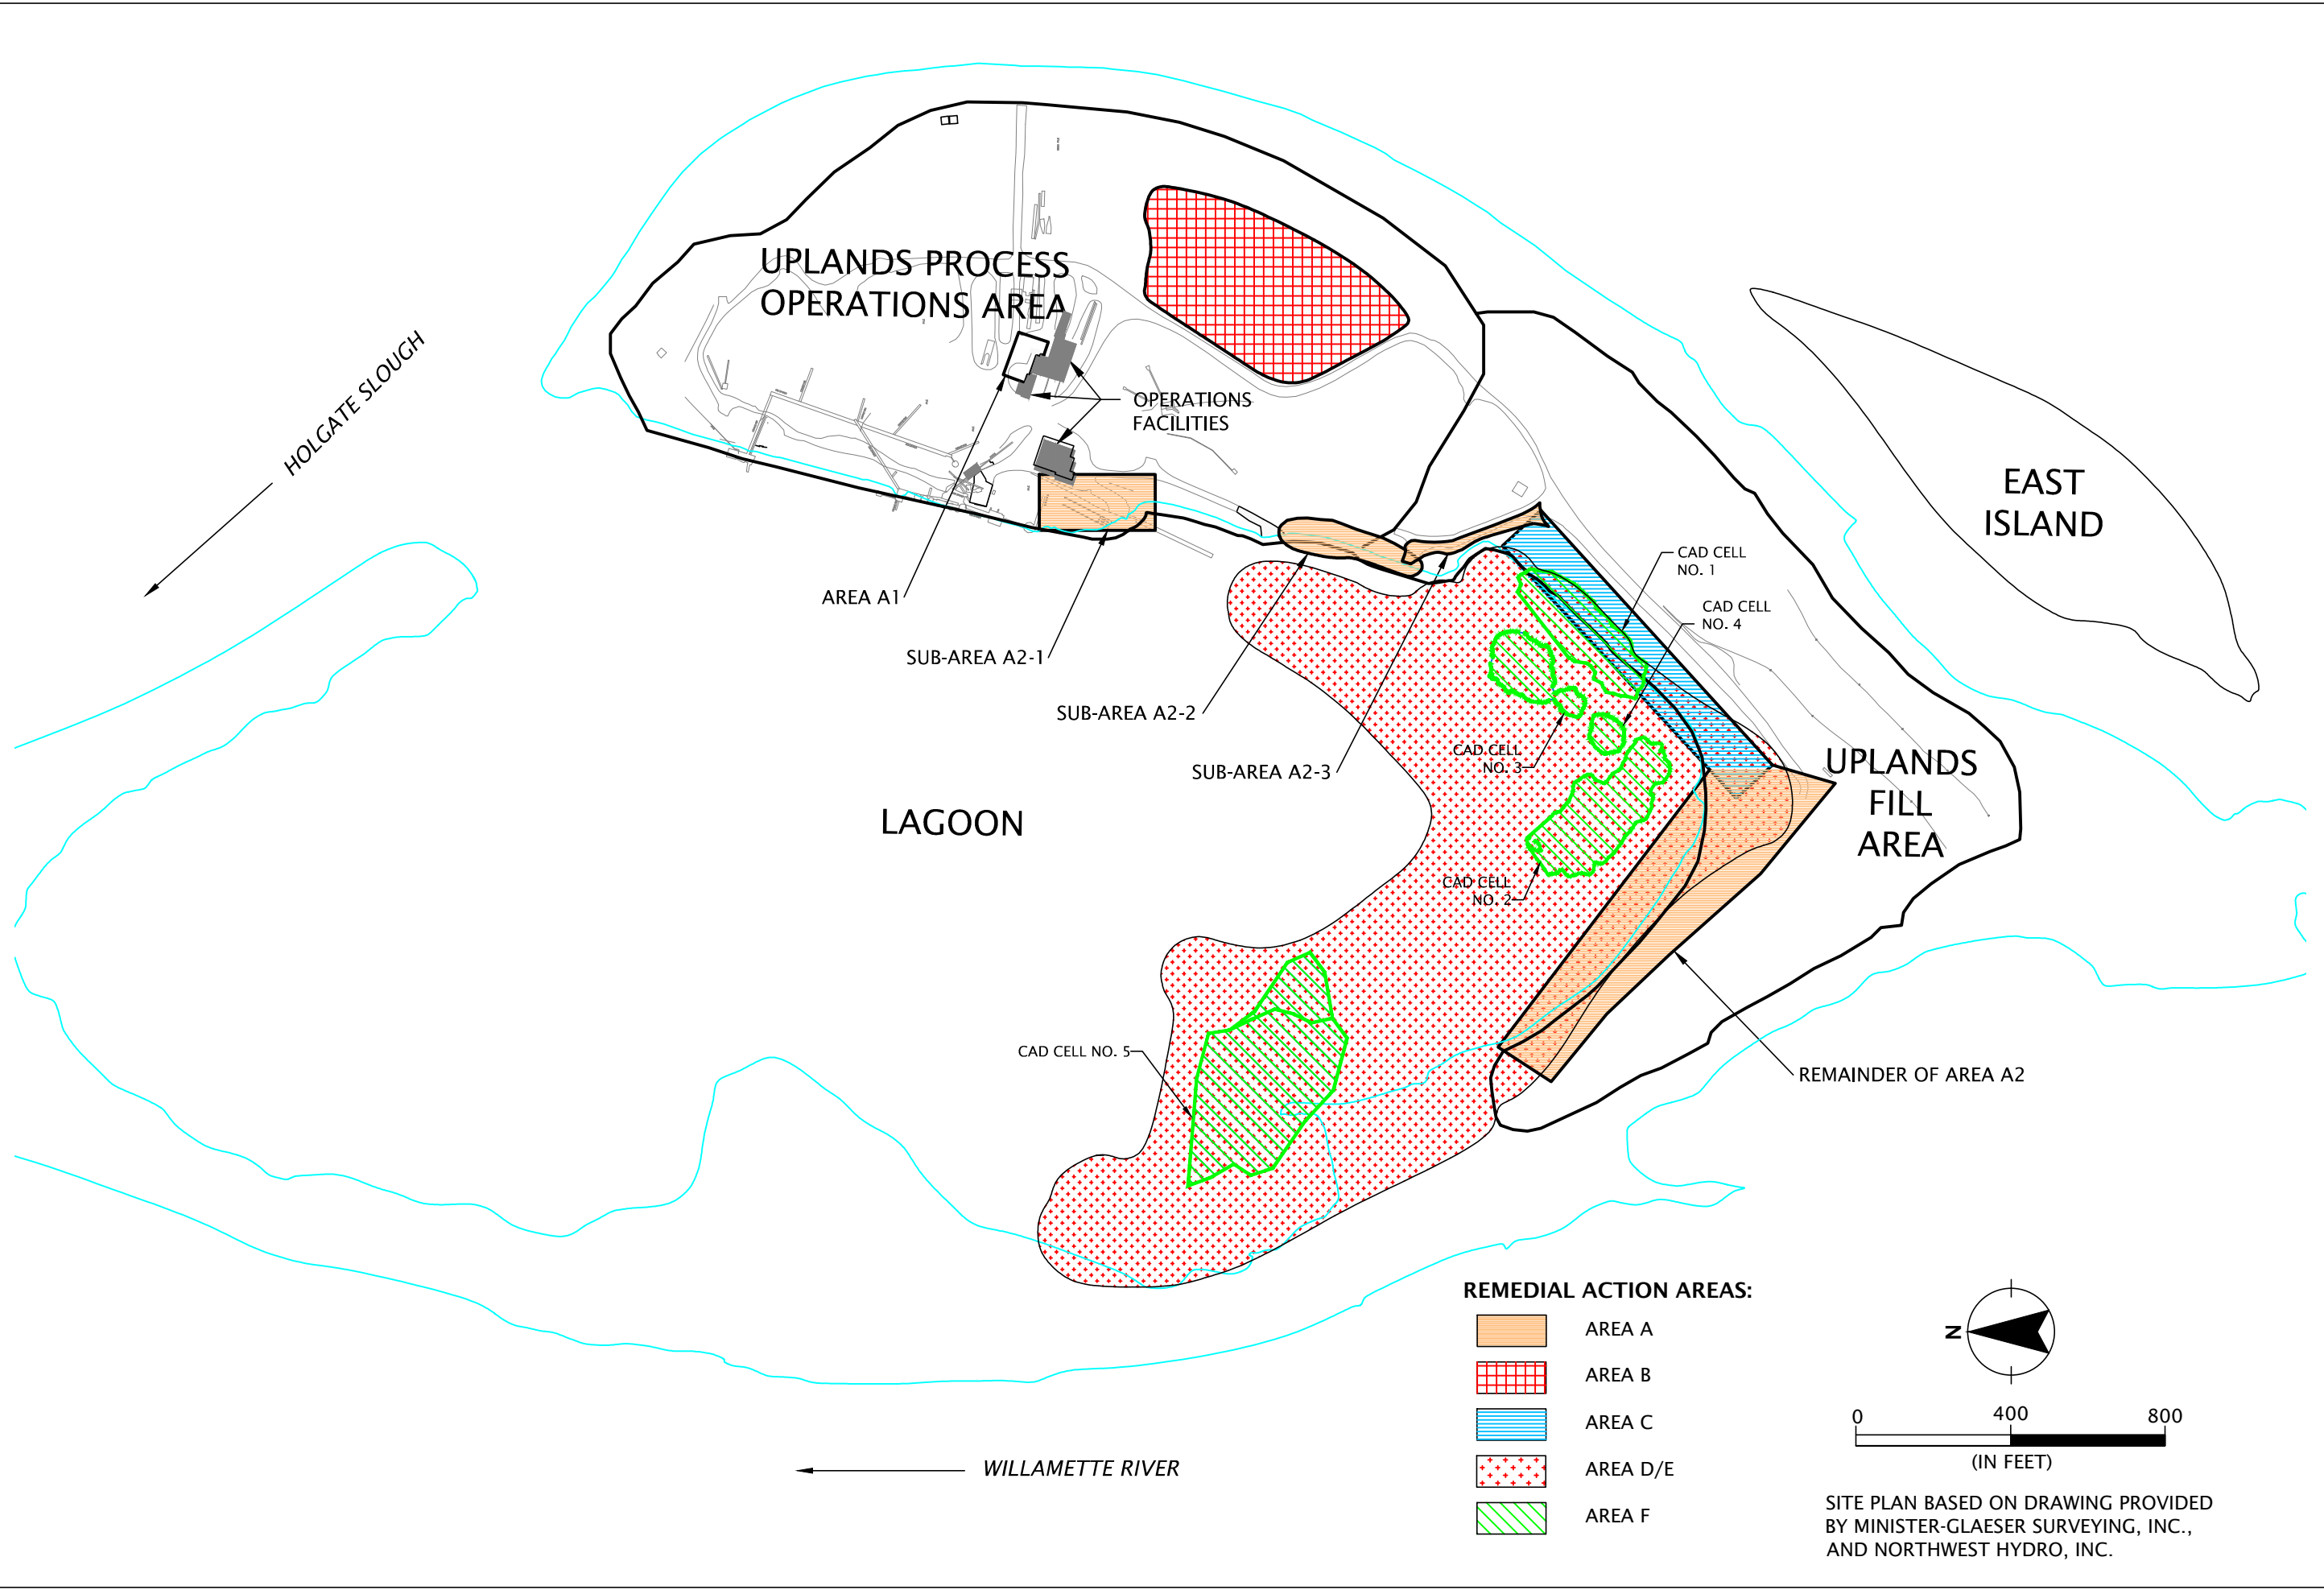 UPLANDS PROCESS
OPERATIONS AREA
HOLGATE SLOUGH
OPERATIONS
FACILITIES
EAST
ISLAND
CAD CELL
NO. 1
CAD CELL
NO. 4
AREA A1
SUB-AREA A2-1
SUB-AREA A2-2
SUB-AREA A2-3
CAD CELL
NO. 3
UPLANDS
FILL
AREA
LAGOON
CAD CELL
NO. 2
CAD CELL NO. 5
REMAINDER OF AREA A2
REMEDIAL ACTION AREAS:
AREA A
AREA B
AREA C
AREA D/E
AREA F
N
0 400 800
(IN FEET)
WILLAMETTE RIVER
SITE PLAN BASED ON DRAWING PROVIDED
BY MINISTER-GLAESER SURVEYING, INC.,
AND NORTHWEST HYDRO, INC.